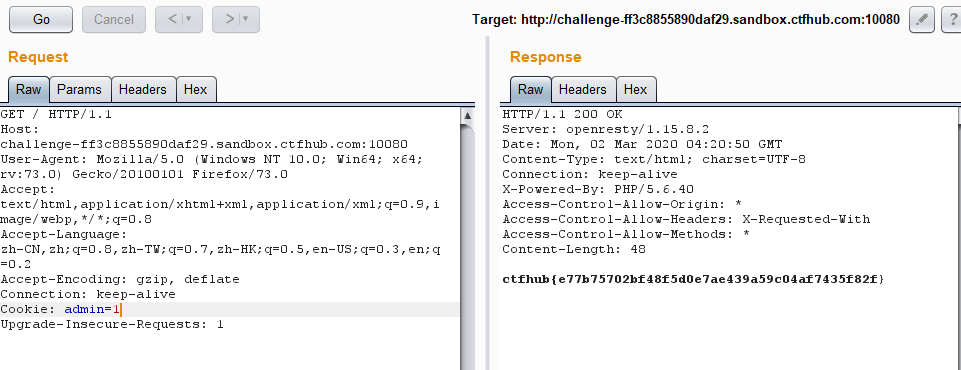 Go
Cancel
< ▾
> ▾
Target: http://challenge-ff3c8855890daf29.sandbox.ctfhub.com:10080
?
Request
Raw Params Headers Hex
GET / HTTP/1.1
Host:
challenge-ff3c8855890daf29.sandbox.ctfhub.com:10080
User-Agent: Mozilla/5.0 (Windows NT 10.0; Win64; x64;
rv:73.0) Gecko/20100101 Firefox/73.0
Accept:
text/html,application/xhtml+xml,application/xml;q=0.9,i
mage/webp,*/*;q=0.8
Accept-Language:
zh-CN,zh;q=0.8,zh-TW;q=0.7,zh-HK;q=0.5,en-US;q=0.3,en;q
=0.2
Accept-Encoding: gzip, deflate
Connection: keep-alive
Cookie: admin=1
Upgrade-Insecure-Requests: 1
Response
Raw Headers Hex
HTTP/1.1 200 OK
Server: openresty/1.15.8.2
Date: Mon, 02 Mar 2020 04:20:50 GMT
Content-Type: text/html; charset=UTF-8
Connection: keep-alive
X-Powered-By: PHP/5.6.40
Access-Control-Allow-Origin: *
Access-Control-Allow-Headers: X-Requested-With
Access-Control-Allow-Methods: *
Content-Length: 48
ctfhub{e77b75702bf48f5d0e7ae439a59c04af7435f82f}